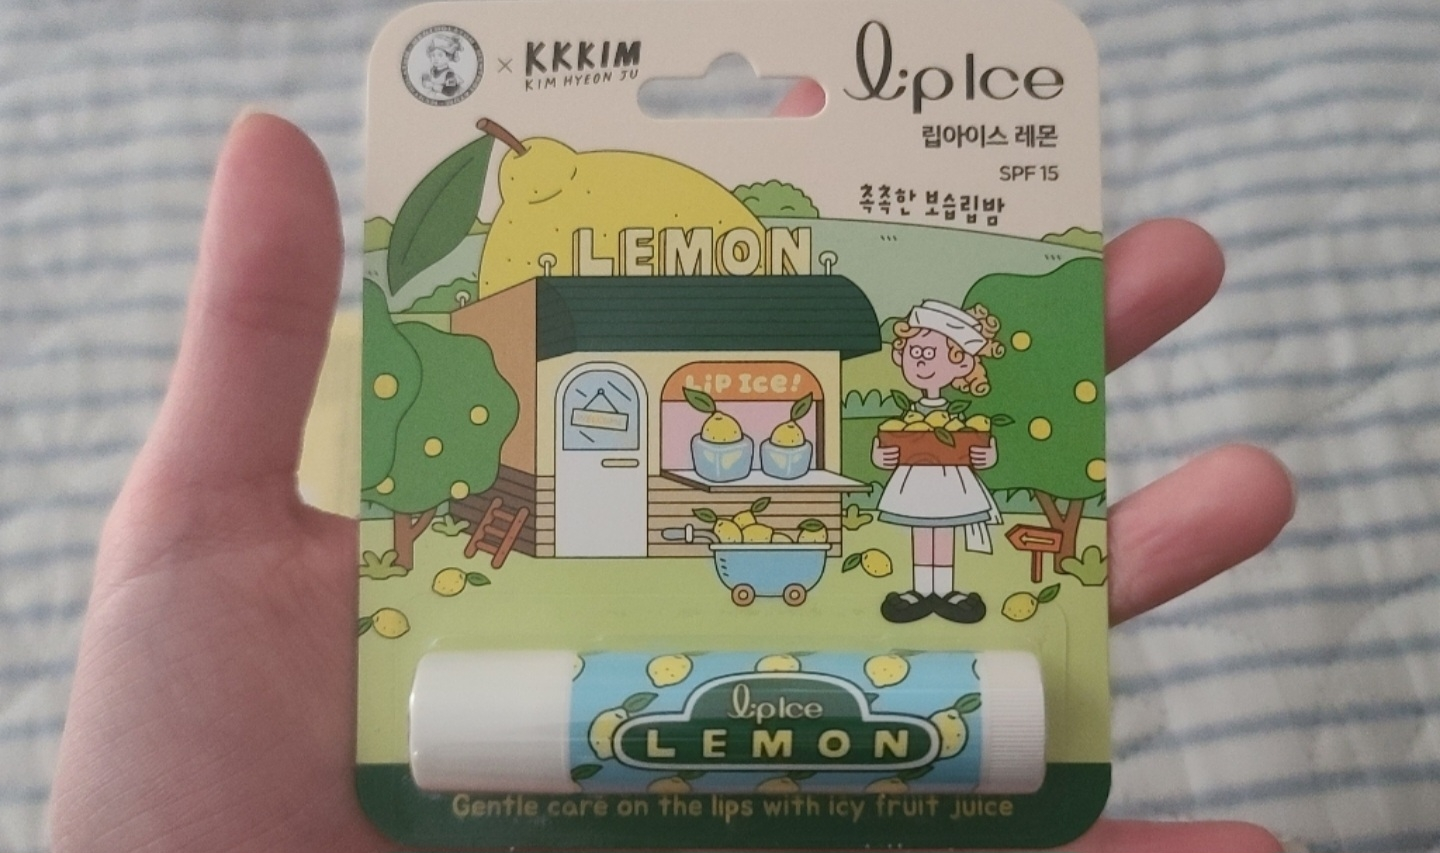 × KKKIM
KIM HYEON JU
LipIce
립아이스 레몬
SPF 15
촉촉한 보습립밤
LEMON
LiP Ice!
LipIce
LEMON
Gentle care on the lips with icy fruit juice